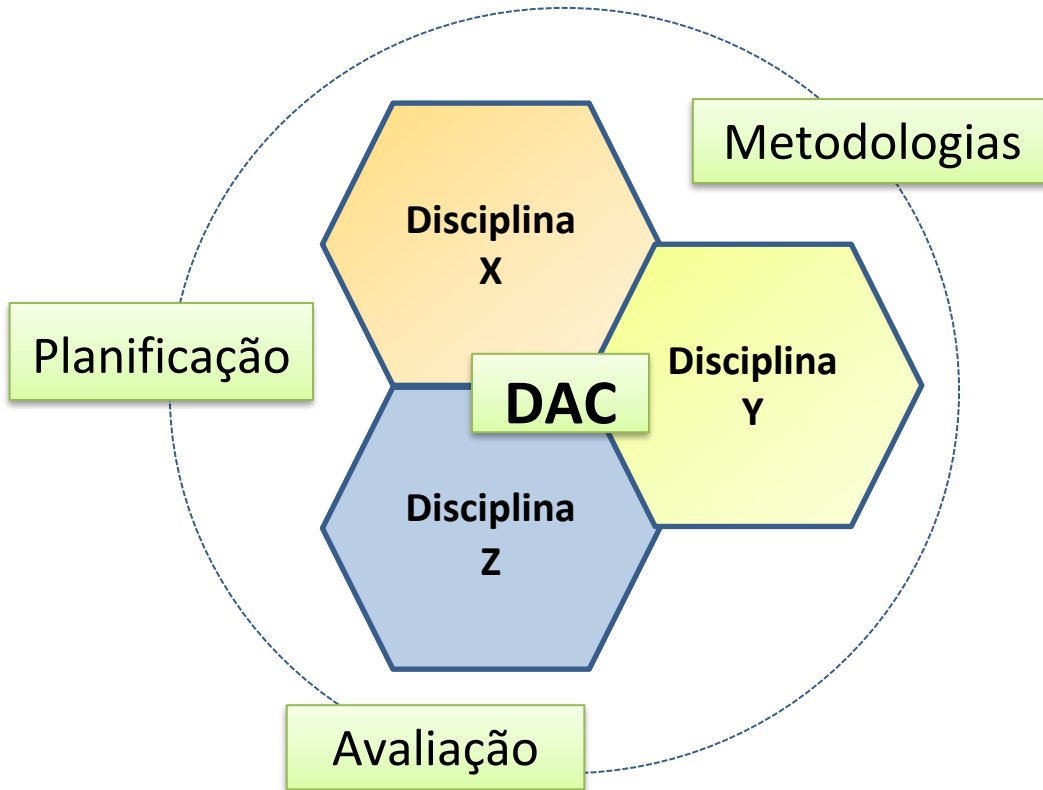 Metodologias
Disciplina
X
Planificação
Disciplina
Y
DAC
Disciplina
Z
Avaliação